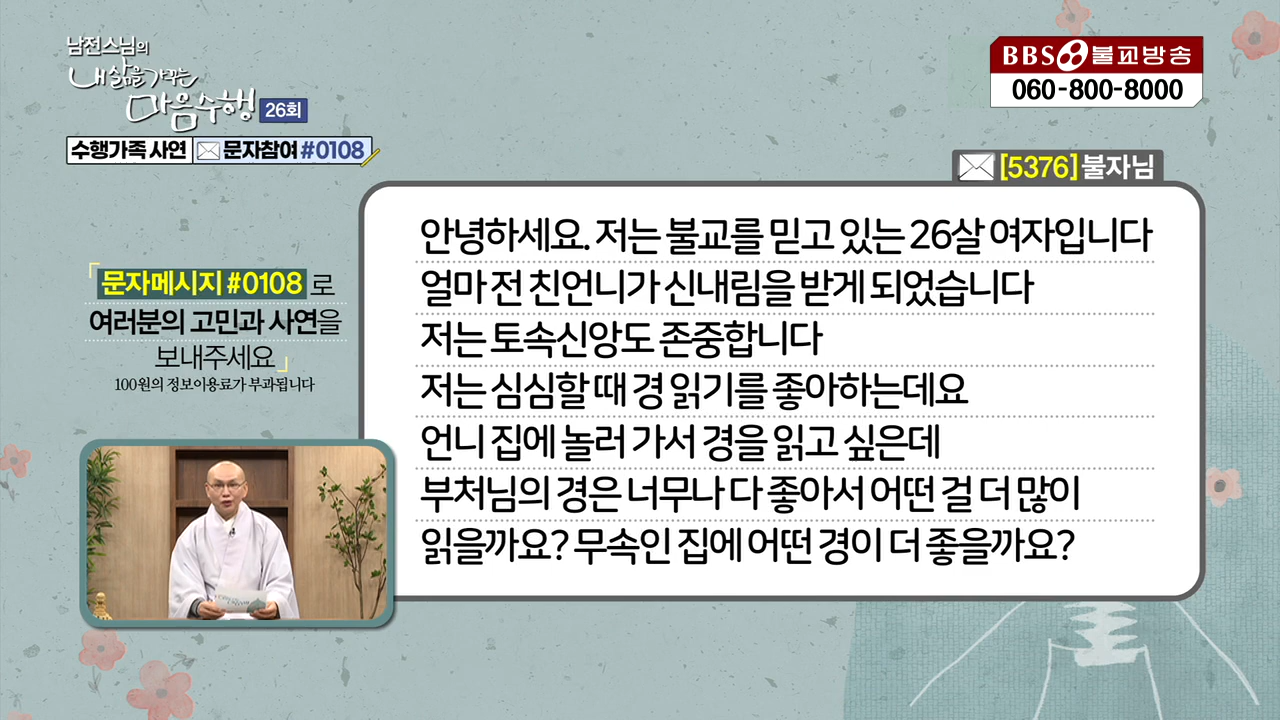 남전스님의
내 삶을 가꾸는
마음수행 26회
수행가족 사연 문자참여 #0108
BBS 불교방송
060-800-8000
[5376] 불자님
안녕하세요. 저는 불교를 믿고 있는 26살 여자입니다
얼마 전 친언니가 신내림을 받게 되었습니다
저는 토속신앙도 존중합니다
저는 심심할 때 경 읽기를 좋아하는데요
언니 집에 놀러 가서 경을 읽고 싶은데
부처님의 경은 너무나 다 좋아서 어떤 걸 더 많이
읽을까요? 무속인 집에 어떤 경이 더 좋을까요?
「문자메시지 #0108 로
여러분의 고민과 사연을
보내주세요」
100원의 정보이용료가 부과됩니다